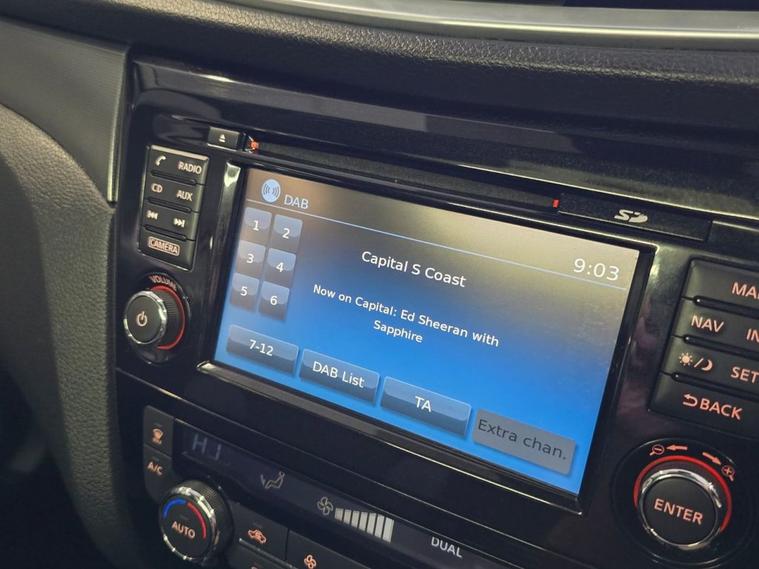 RADIO
CD AUX
CAMERA
VOLUME
DAB
1 2
3 4
5 6
Capital S Coast
9:03
Now on Capital: Ed Sheeran with
Sapphire
7-12
DAB List
TA
Extra chan.
SD
NAV
BACK
ENTER
A/C
HI
AUTO
DUAL